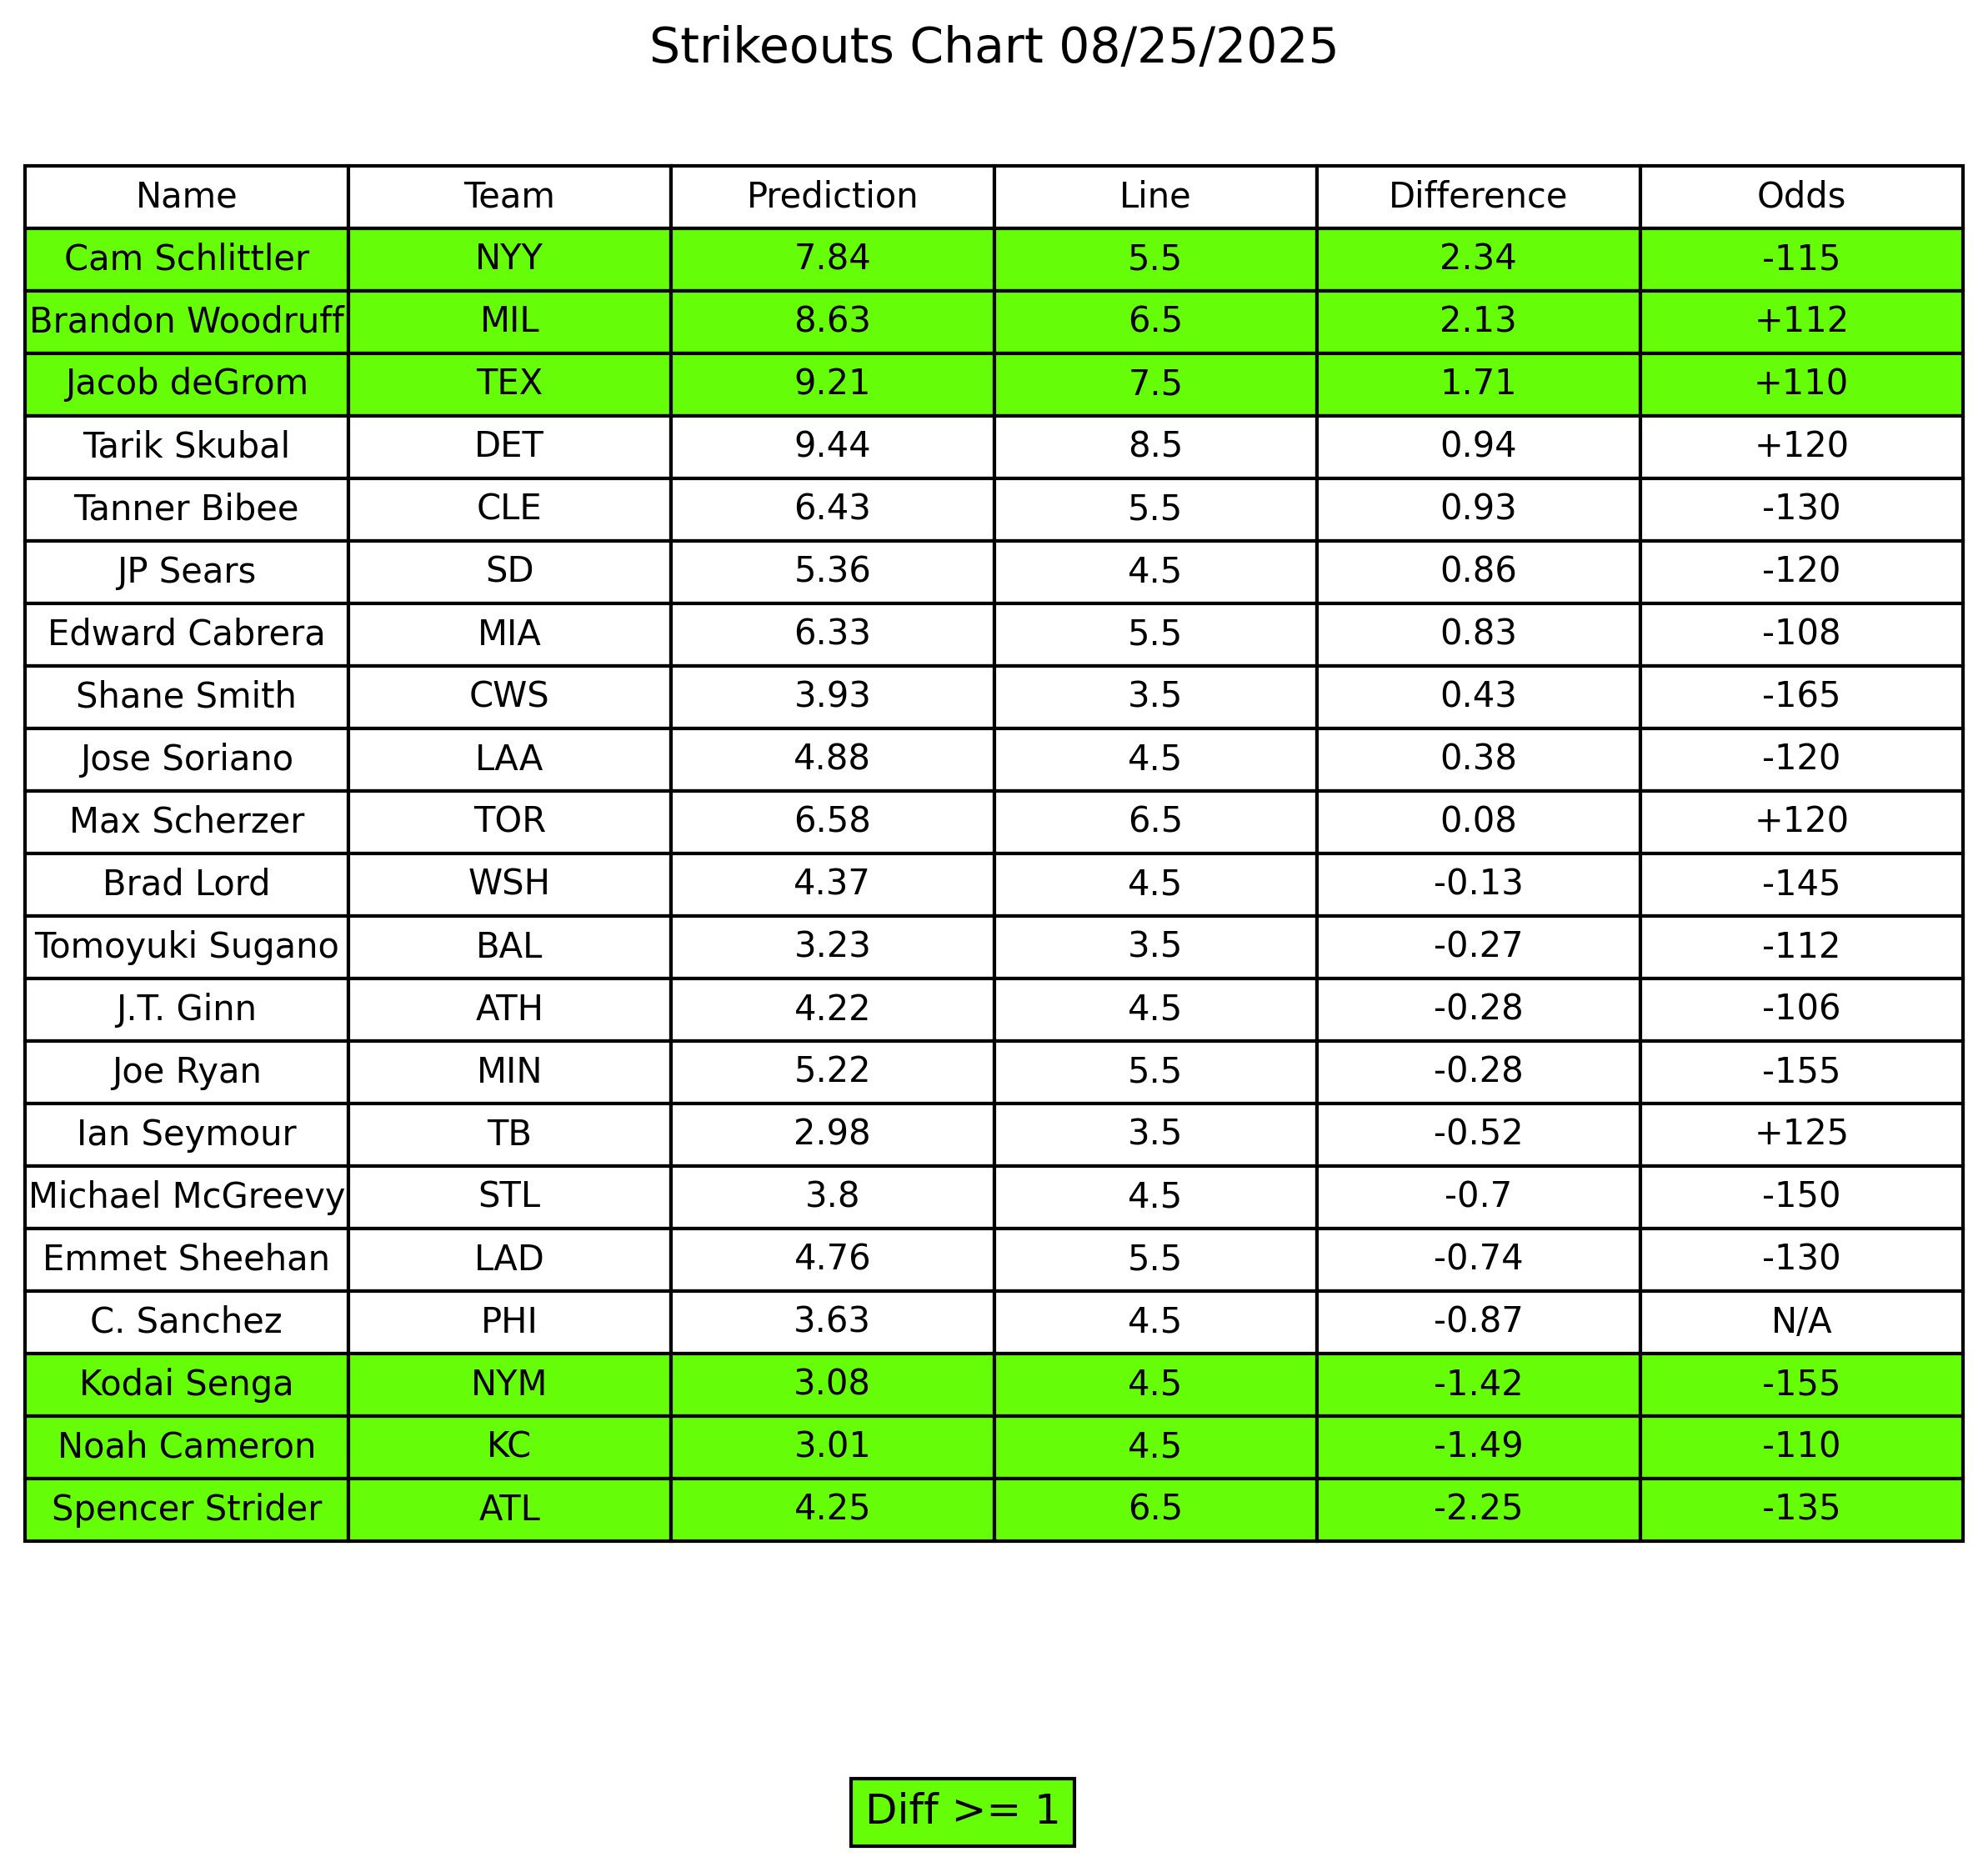 Strikeouts Chart 08/25/2025
Name Team Prediction Line Difference Odds
Cam Schlittler NYY 7.84 5.5 2.34 -115
Brandon Woodruff MIL 8.63 6.5 2.13 +112
Jacob deGrom TEX 9.21 7.5 1.71 +110
Tarik Skubal DET 9.44 8.5 0.94 +120
Tanner Bibee CLE 6.43 5.5 0.93 -130
JP Sears SD 5.36 4.5 0.86 -120
Edward Cabrera MIA 6.33 5.5 0.83 -108
Shane Smith CWS 3.93 3.5 0.43 -165
Jose Soriano LAA 4.88 4.5 0.38 -120
Max Scherzer TOR 6.58 6.5 0.08 +120
Brad Lord WSH 4.37 4.5 -0.13 -145
Tomoyuki Sugano BAL 3.23 3.5 -0.27 -112
J.T. Ginn ATH 4.22 4.5 -0.28 -106
Joe Ryan MIN 5.22 5.5 -0.28 -155
Ian Seymour TB 2.98 3.5 -0.52 +125
Michael McGreevy STL 3.8 4.5 -0.7 -150
Emmet Sheehan LAD 4.76 5.5 -0.74 -130
C. Sanchez PHI 3.63 4.5 -0.87 N/A
Kodai Senga NYM 3.08 4.5 -1.42 -155
Noah Cameron KC 3.01 4.5 -1.49 -110
Spencer Strider ATL 4.25 6.5 -2.25 -135
Diff >= 1